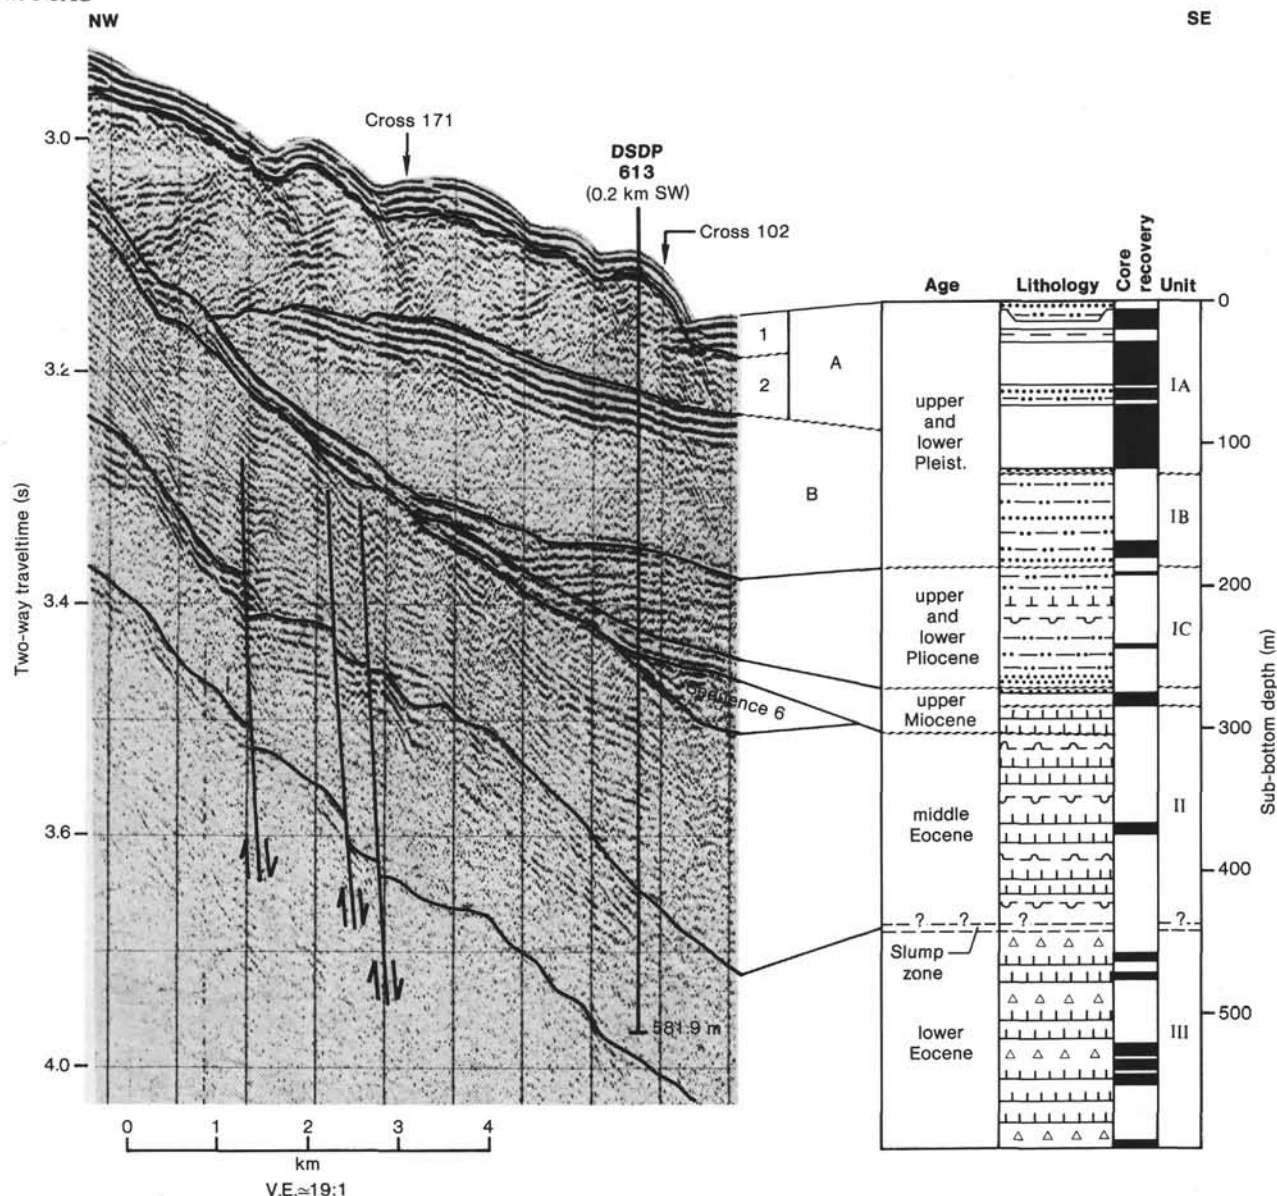 NW
SE
Cross 171
DSDP
613
(0.2 km SW)
Cross 102
3.0
3.2
3.4
3.6
4.0
Two-way traveltime (s)
1
2
A
B
581.9 m
0 1 2 3 4
km
V.E.≃19:1
Age Lithology Core recovery Unit
upper
and
lower
Pleist.
upper
and
lower
Pliocene
upper
Miocene
middle
Eocene
? ? ? ?
Slump
zone
lower
Eocene
IA
IB
IC
II
III
0
100
200
300
400
500
Sub-bottom depth (m)